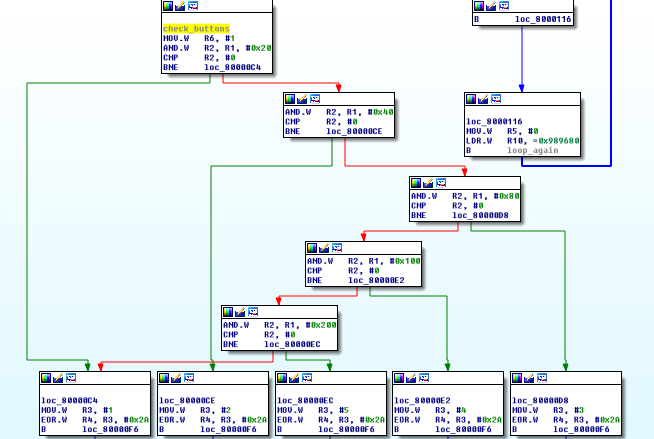 check_buttons
MOV.W R6, #1
AND.W R2, R1, #0x20
CMP R2, #0
BNE loc_80000C4
B loc_8000116
AND.W R2, R1, #0x40
CMP R2, #0
BNE loc_80000CE
loc_8000116
MOV.W R5, #0
LDR.W R10, =0x989680
B loop_again
AND.W R2, R1, #0x80
CMP R2, #0
BNE loc_80000D8
AND.W R2, R1, #0x100
CMP R2, #0
BNE loc_80000E2
AND.W R2, R1, #0x200
CMP R2, #0
BNE loc_80000EC
loc_80000C4
MOV.W R3, #1
EOR.W R4, R3, #0x2A
B loc_80000F6
loc_80000CE
MOV.W R3, #2
EOR.W R4, R3, #0x2A
B loc_80000F6
loc_80000EC
MOV.W R3, #5
EOR.W R4, R3, #0x2A
B loc_80000F6
loc_80000E2
MOV.W R3, #4
EOR.W R4, R3, #0x2A
B loc_80000F6
loc_80000D8
MOV.W R3, #3
EOR.W R4, R3, #0x2A
B loc_80000F6